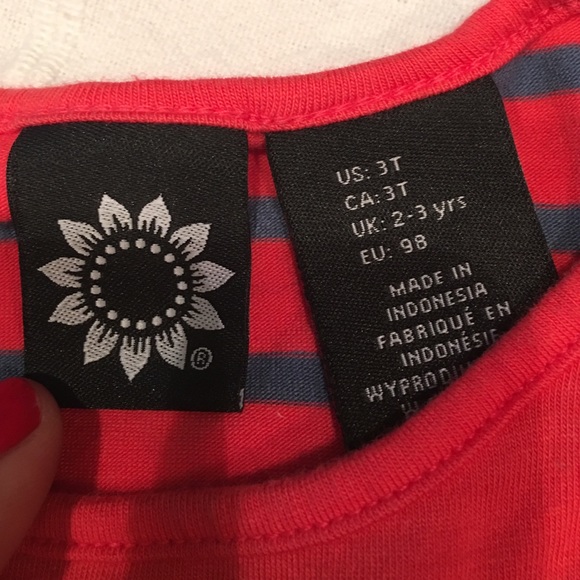 ®
US: 3T
CA: 3T
UK: 2-3 yrs
EU: 98
MADE IN
INDONESIA
FABRIQUÉ EN
INDONÉSIE